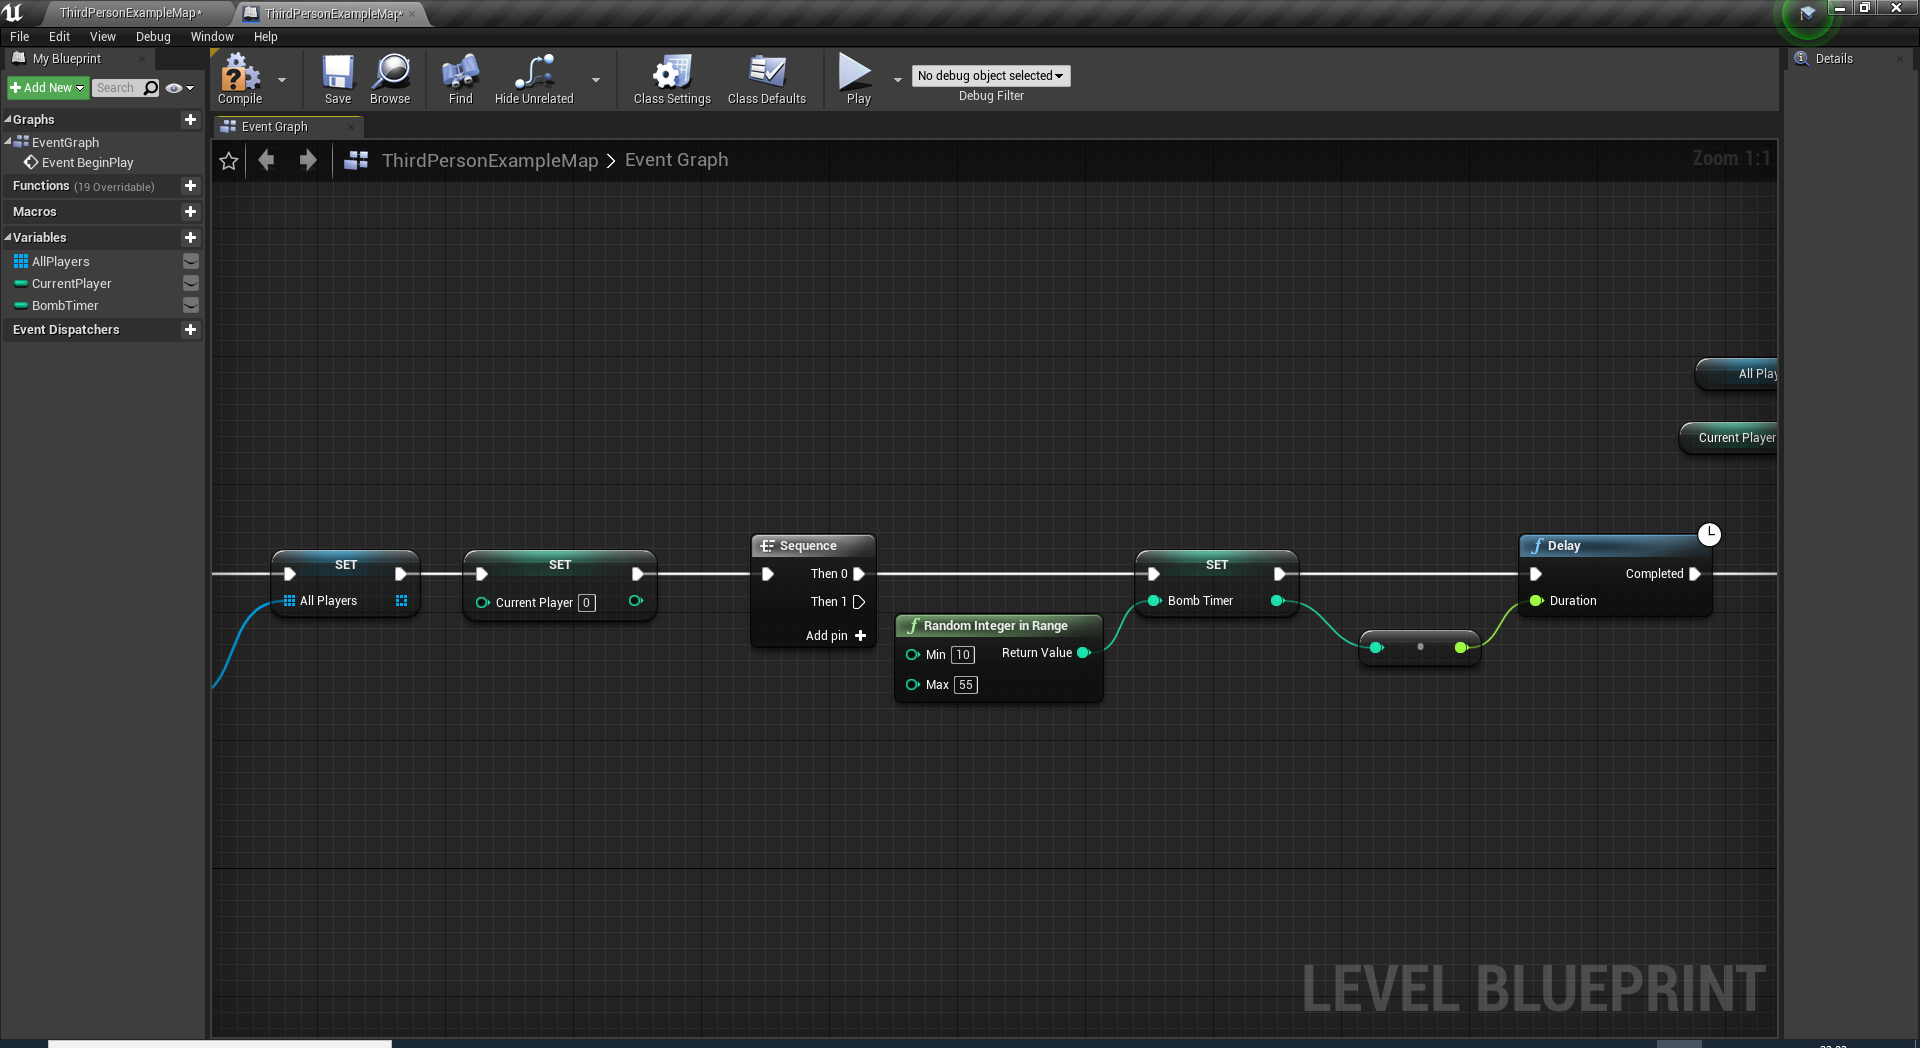 ThirdPersonExampleMap*
ThirdPersonExampleMap*
File Edit View Debug Window Help
My Blueprint
Add New
Search
Graphs
EventGraph
Event BeginPlay
Functions (19 Overridable)
Macros
Variables
AllPlayers
CurrentPlayer
BombTimer
Event Dispatchers
Compile
Save
Browse
Find
Hide Unrelated
Class Settings
Class Defaults
Play
No debug object selected
Debug Filter
Details
Event Graph
ThirdPersonExampleMap > Event Graph
Zoom 1:1
All Play
Current Player
SET
All Players
SET
Current Player 0
Sequence
Then 0
Then 1
Add pin
Random Integer in Range
Min 10
Return Value
Max 55
SET
Bomb Timer
Delay
Completed
Duration
LEVEL BLUEPRINT